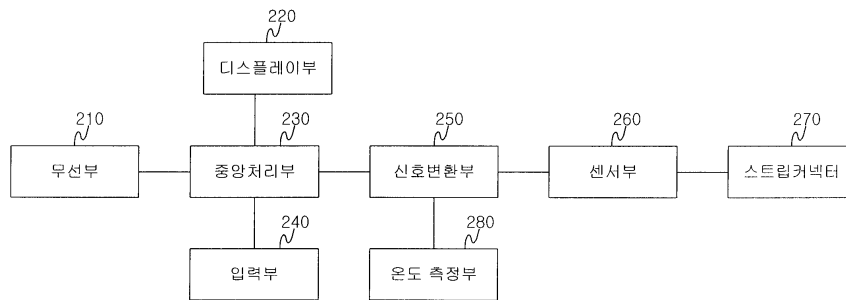 220
디스플레이부
210
230
250
260
270
무선부
중앙처리부
신호변환부
센서부
스트립커넥터
240
280
입력부
온도 측정부